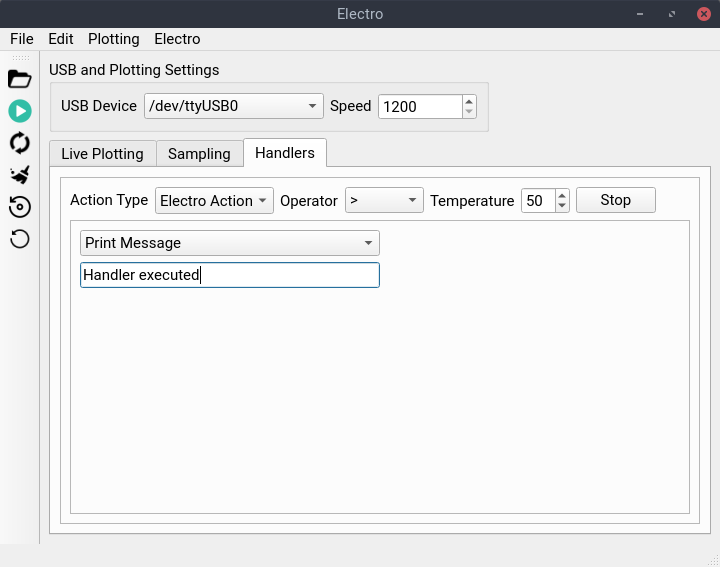 Electro
File Edit Plotting Electro
USB and Plotting Settings
USB Device /dev/ttyUSB0 Speed 1200
Live Plotting Sampling Handlers
Action Type Electro Action Operator > Temperature 50 Stop
Print Message
Handler executed